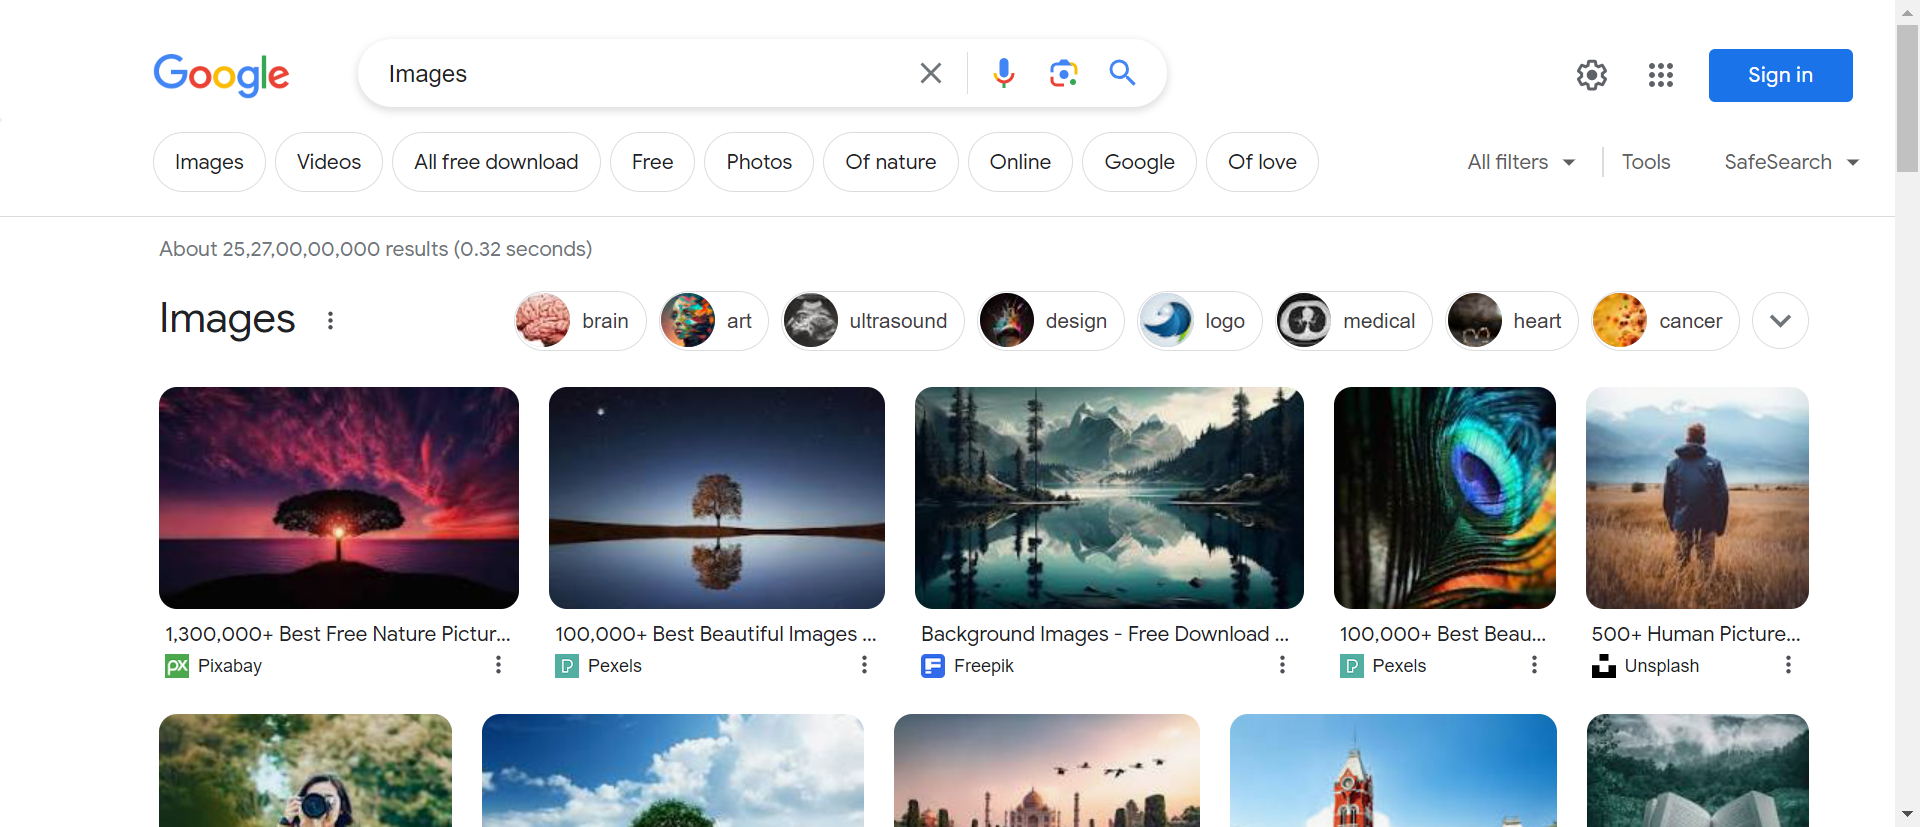 Google
Images
Sign in
Images Videos All free download Free Photos Of nature Online Google Of love
All filters Tools SafeSearch
About 25,27,00,00,000 results (0.32 seconds)
Images
brain art ultrasound design logo medical heart cancer
1,300,000+ Best Free Nature Pictur...
px Pixabay
100,000+ Best Beautiful Images ...
P Pexels
Background Images - Free Download ...
Freepik
100,000+ Best Beau...
P Pexels
500+ Human Picture...
Unsplash